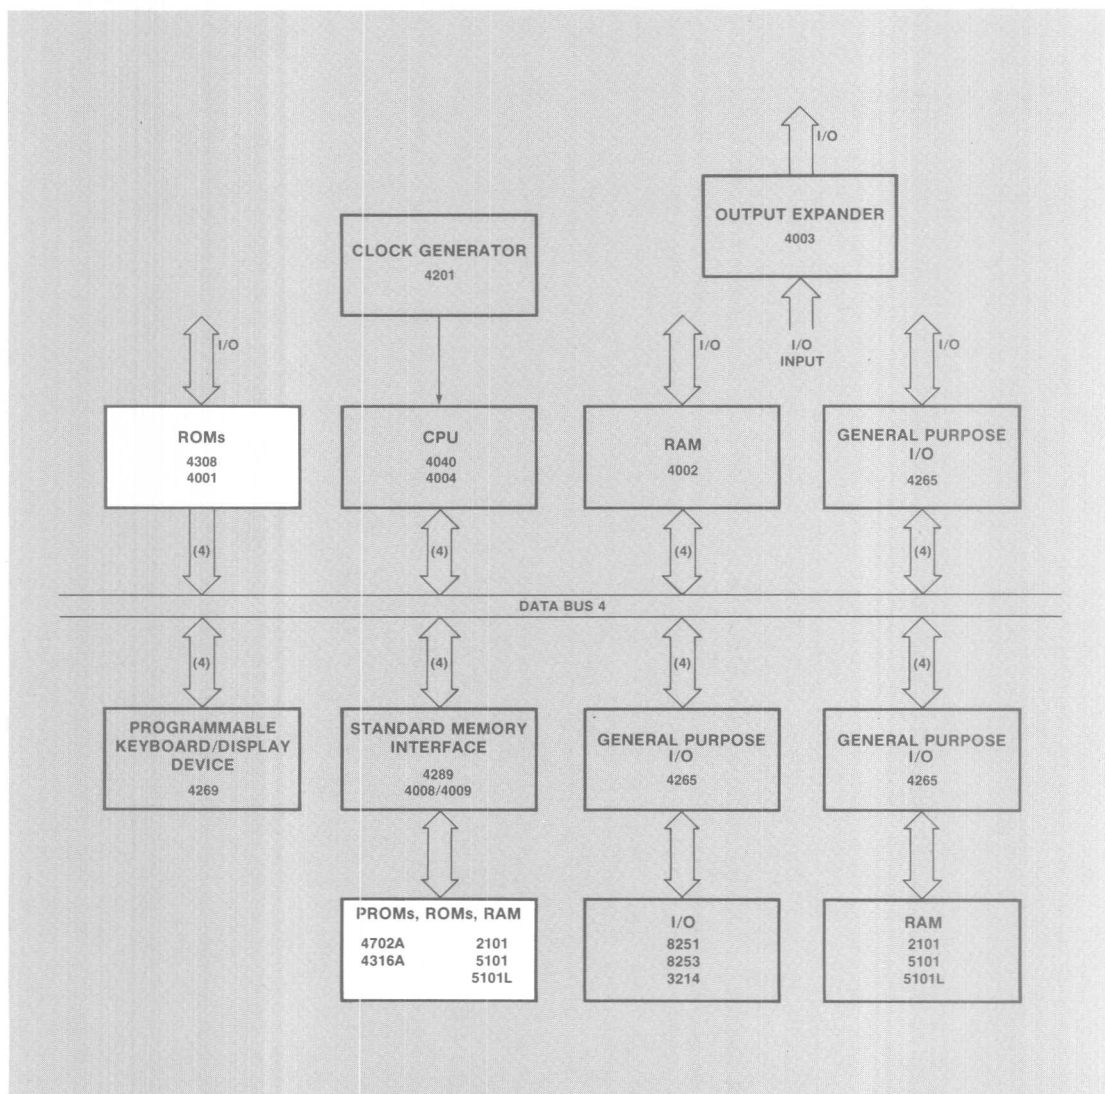 I/O
OUTPUT EXPANDER
4003
I/O
INPUT
CLOCK GENERATOR
4201
I/O
ROMs
4308
4001
(4)
CPU
4040
4004
(4)
I/O
RAM
4002
(4)
I/O
GENERAL PURPOSE
I/O
4265
(4)
DATA BUS 4
(4)
PROGRAMMABLE
KEYBOARD/DISPLAY
DEVICE
4269
(4)
STANDARD MEMORY
INTERFACE
4289
4008/4009
(4)
GENERAL PURPOSE
I/O
4265
(4)
GENERAL PURPOSE
I/O
4265
PROMs, ROMs, RAM
4702A 2101
4316A 5101
5101L
I/O
8251
8253
3214
RAM
2101
5101
5101L